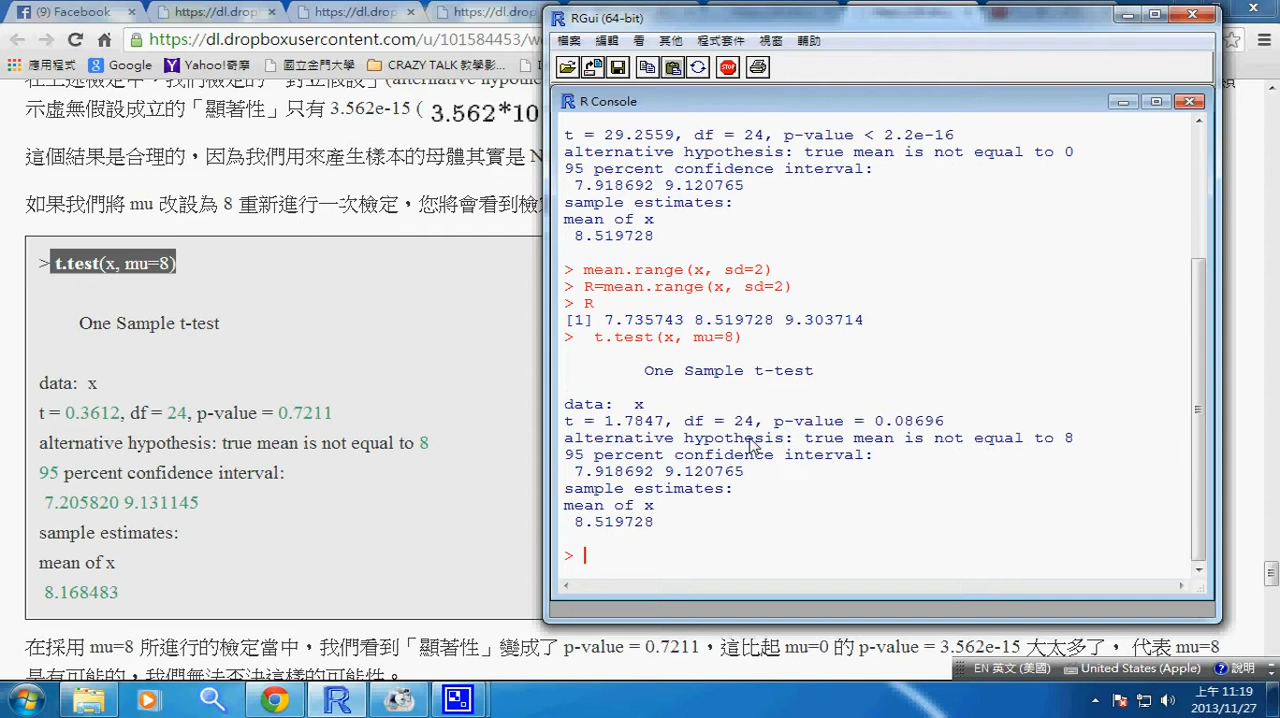 Facebook
https://dl.drop
https://dl.drop
https://dl.drop
https://dl.dropboxusercontent.com/u/101584453/w
應用程式
Google
Yahoo!奇摩
國立金門大學
CRAZY TALK 教學影...
示虛無假設成立的「顯著性」只有 3.562e-15 ( 3.562*10
這個結果是合理的，因為我們用來產生樣本的母體其實是 N
如果我們將 mu 改設為 8 重新進行一次檢定，您將會看到檢
> t.test(x, mu=8)
One Sample t-test
data: x
t = 0.3612, df = 24, p-value = 0.7211
alternative hypothesis: true mean is not equal to 8
95 percent confidence interval:
7.205820 9.131145
sample estimates:
mean of x
8.168483
在採用 mu=8 所進行的檢定當中，我們看到「顯著性」變成了 p-value = 0.7211，這比起 mu=0 的 p-value = 3.562e-15 大太多了， 代表 mu=8
是有可能的，我們無法否決這樣的可能性。
RGui (64-bit)
檔案 編輯 看 其他 程式套件 視窗 輔助
STOP
R Console
t = 29.2559, df = 24, p-value < 2.2e-16
alternative hypothesis: true mean is not equal to 0
95 percent confidence interval:
7.918692 9.120765
sample estimates:
mean of x
8.519728
> mean.range(x, sd=2)
> R=mean.range(x, sd=2)
> R
[1] 7.735743 8.519728 9.303714
> t.test(x, mu=8)
One Sample t-test
data: x
t = 1.7847, df = 24, p-value = 0.08696
alternative hypothesis: true mean is not equal to 8
95 percent confidence interval:
7.918692 9.120765
sample estimates:
mean of x
8.519728
>
EN 英文 (美國) United States (Apple) 說明
上午 11:19
2013/11/27